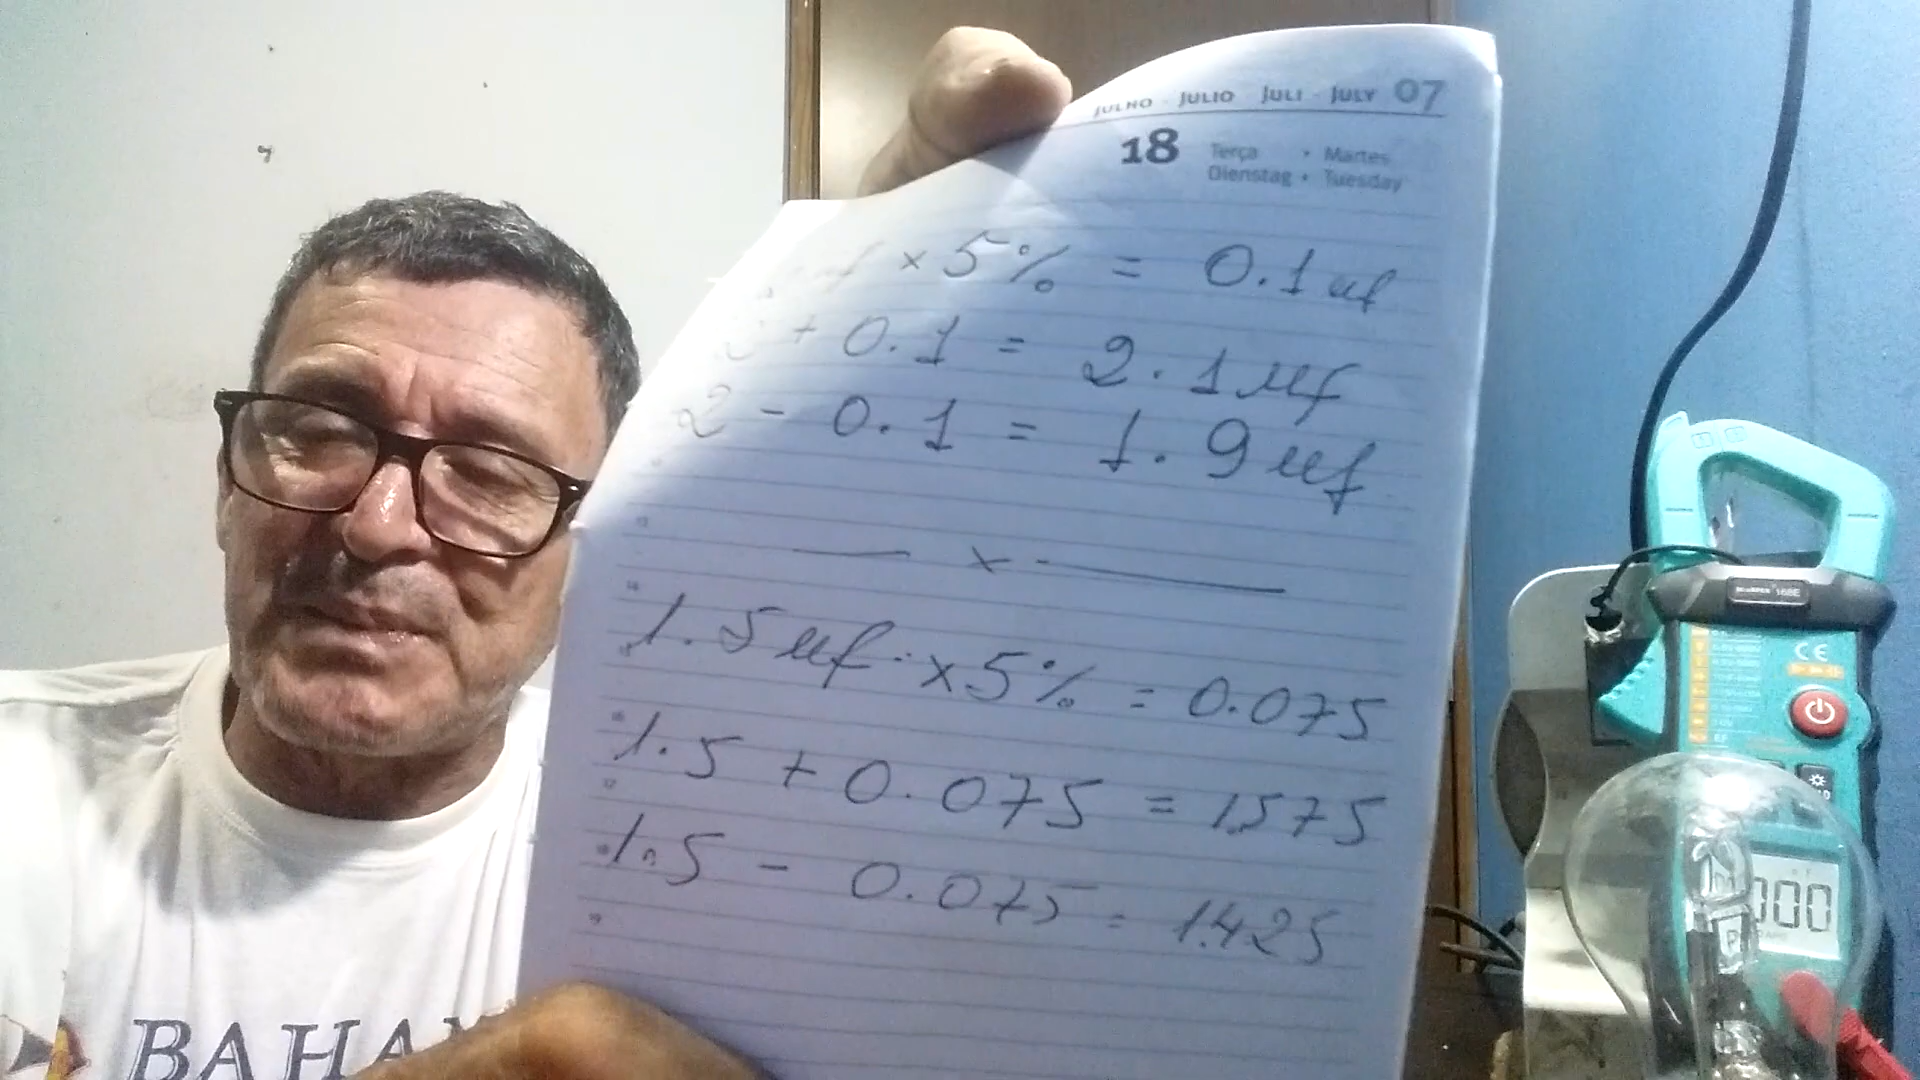 JULHO · JULIO JULI · JULY 07
18 Terça • Martes
Dienstag • Tuesday
x 5% = 0.1 uf
2 + 0.1 = 2.1 uf
2 - 0.1 = 1.9 uf
— x —
1.5 uf x 5% = 0.075
1.5 + 0.075 = 1.575
1.5 - 0.075 = 1.425
168E
CE
BAHA